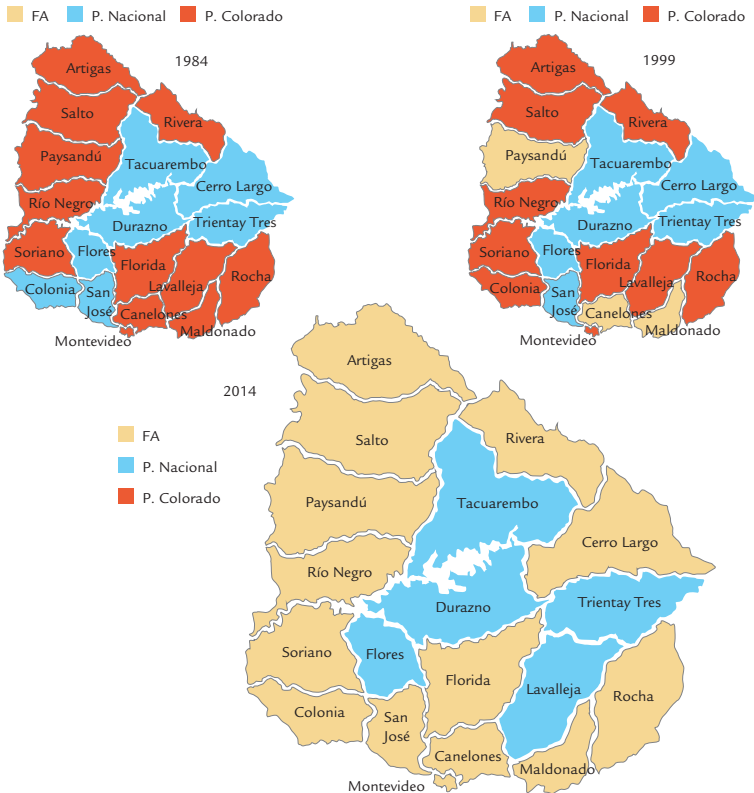 FA P. Nacional P. Colorado
1984
Artigas
Salto
Rivera
Paysandú
Tacuarembo
Cerro Largo
Río Negro
Durazno
Trientay Tres
Soriano
Flores
Florida
Rocha
Colonia
San
José
Lavalleja
Canelones
Maldonado
Montevideo
FA P. Nacional P. Colorado
1999
Artigas
Salto
Rivera
Paysandú
Tacuarembo
Cerro Largo
Río Negro
Durazno
Trientay Tres
Soriano
Flores
Florida
Rocha
Colonia
San
José
Lavalleja
Canelones
Maldonado
Montevideo
2014
FA
P. Nacional
P. Colorado
Artigas
Salto
Rivera
Paysandú
Tacuarembo
Cerro Largo
Río Negro
Durazno
Trientay Tres
Soriano
Flores
Florida
Lavalleja
Rocha
Colonia
San
José
Canelones
Maldonado
Montevideo